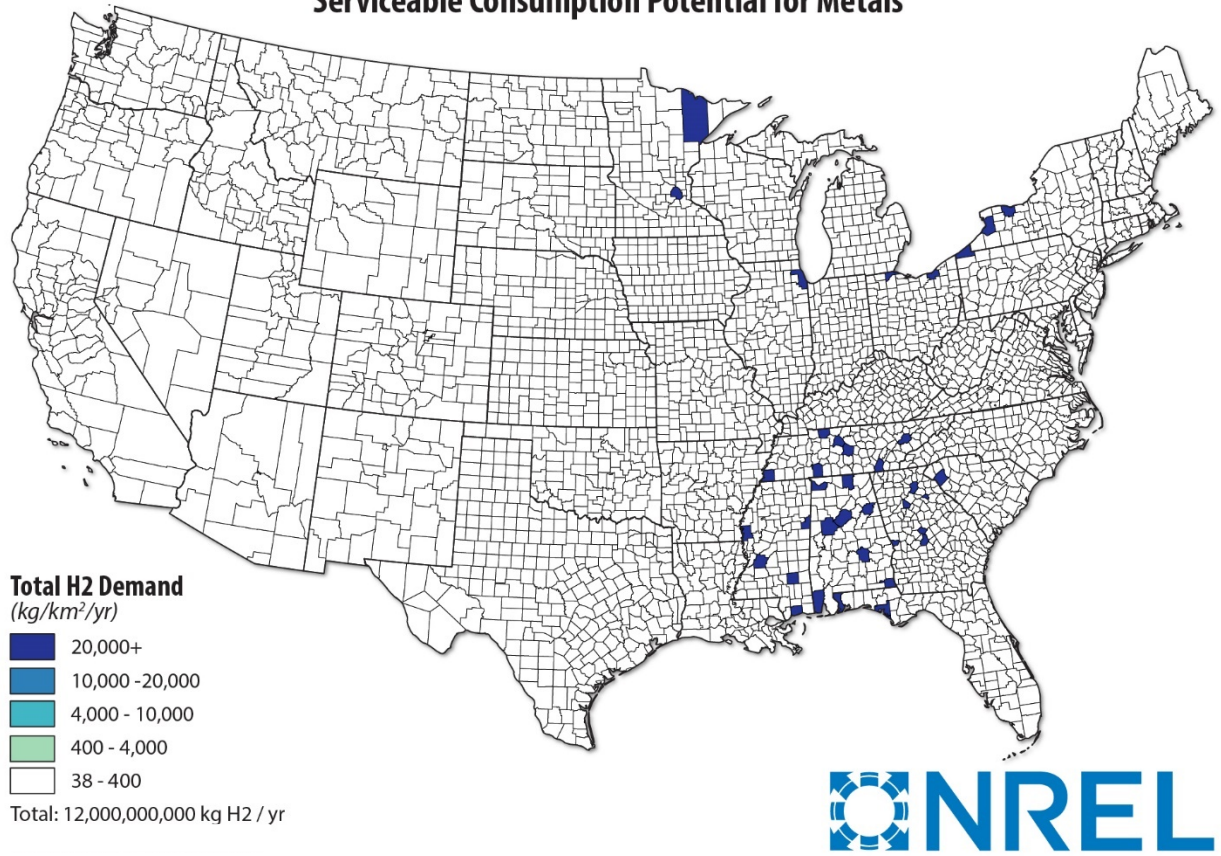 Serviceable Consumption Potential for Metals
Total H2 Demand
(kg/km²/yr)
20,000+
10,000 -20,000
4,000 - 10,000
400 - 4,000
38 - 400
Total: 12,000,000,000 kg H2 / yr
NREL